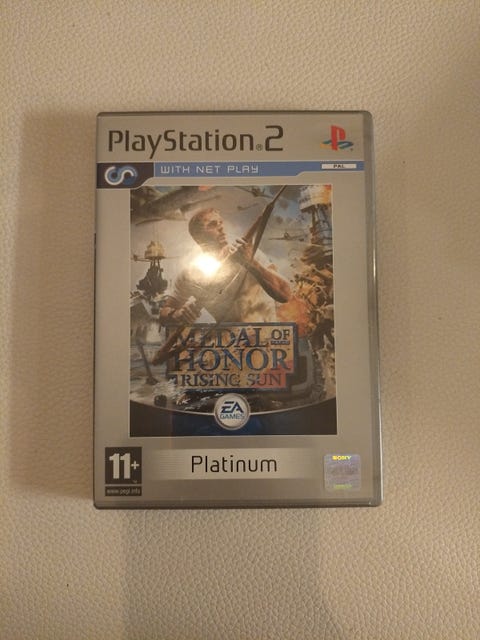 PlayStation®2
PAL
WITH NET PLAY
MEDAL OF
HONOR
RISING SUN
EA
GAMES
Platinum
11+
www.pegi.info
SONY